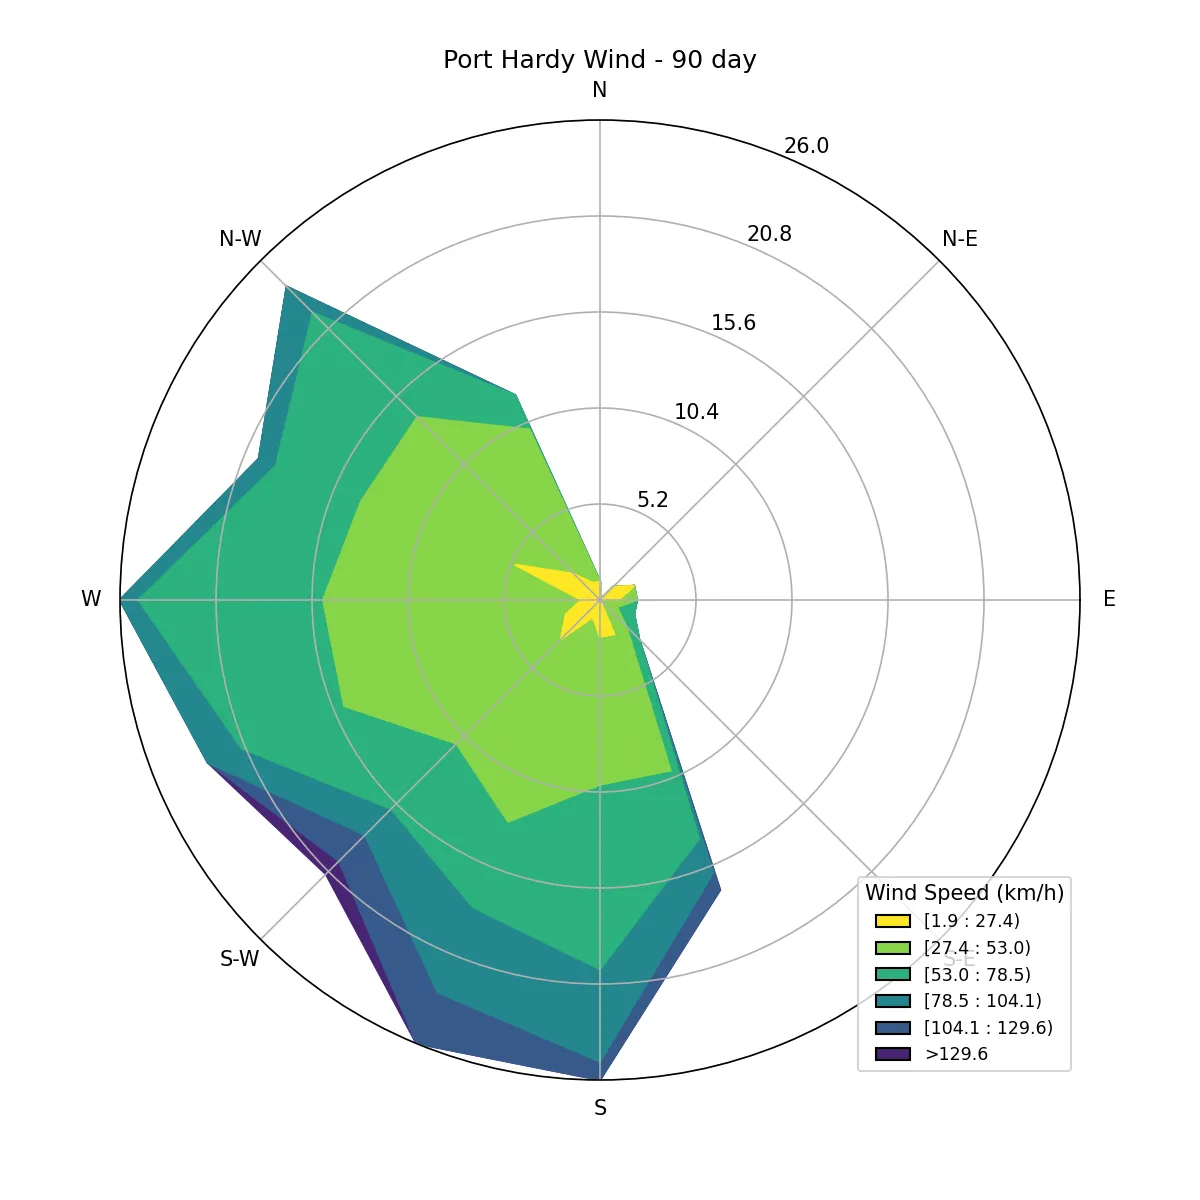 Port Hardy Wind - 90 day
N
26.0
N-W
N-E
20.8
15.6
10.4
5.2
W
E
S-W
S-E
S
Wind Speed (km/h)
[1.9 : 27.4)
[27.4 : 53.0)
[53.0 : 78.5)
[78.5 : 104.1)
[104.1 : 129.6)
>129.6